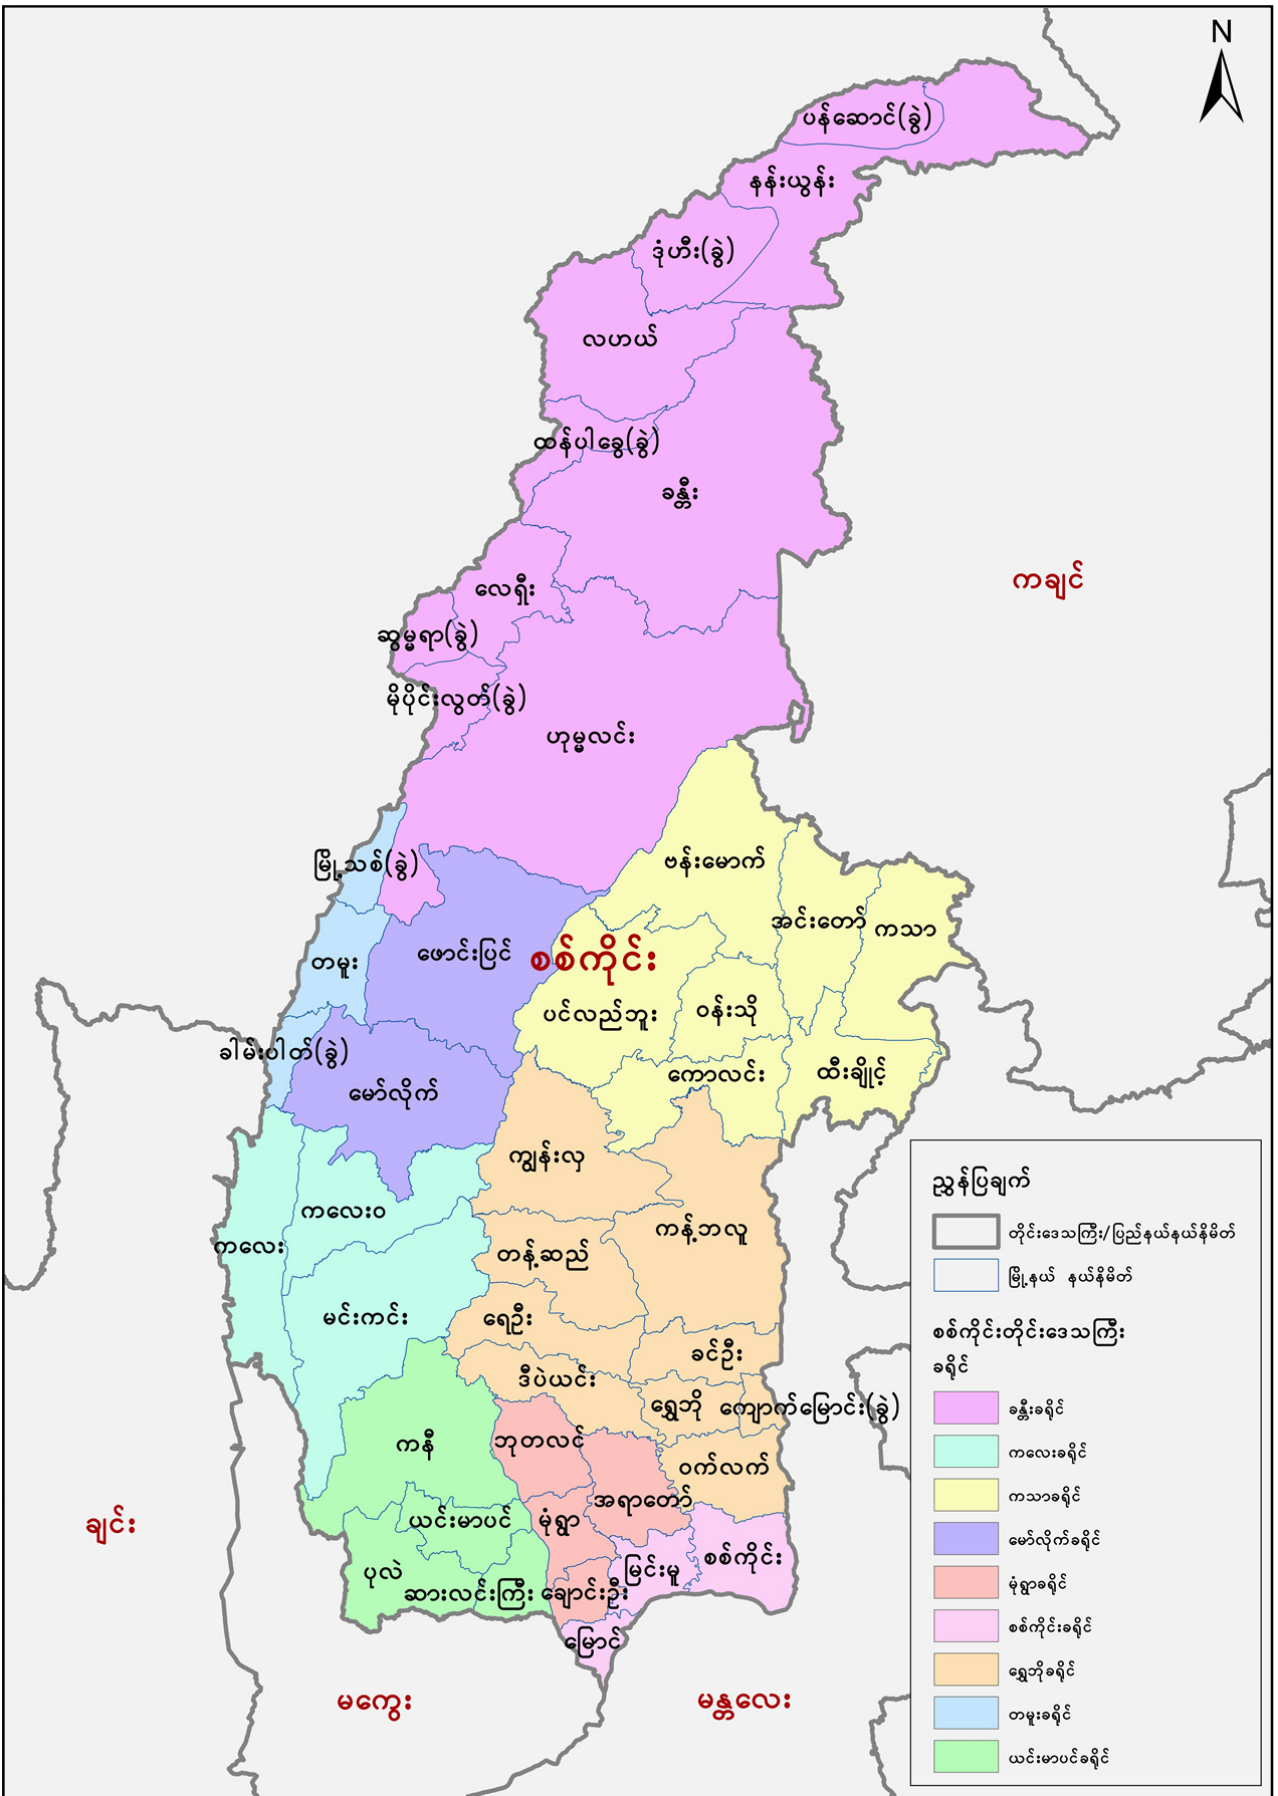 N
ပန်ဆောင်(ခွဲ)
နန်းယွန်း
ဒုံဟီး(ခွဲ)
လဟယ်
ထန်ပါခွေ(ခွဲ)
ခန္တီး
ကချင်
လေရှီး
ဆွမ္မရာ(ခွဲ)
မိုပိုင်းလွတ်(ခွဲ)
ဟုမ္မလင်း
မြို့သစ်(ခွဲ)
ဗန်းမောက်
အင်းတော်
ကသာ
တမူး
ဖောင်းပြင်
စစ်ကိုင်း
ပင်လည်ဘူး
ဝန်းသို
ခါမ်းပါတ်(ခွဲ)
မော်လိုက်
ကောလင်း
ထီးချိုင့်
ကျွန်းလှ
ကလေးဝ
ကန့်ဘလူ
ကလေး
တန့်ဆည်
မင်းကင်း
ရေဦး
ခင်ဦး
ဒီပဲယင်း
ရွှေဘို
ကျောက်မြောင်း(ခွဲ)
ကနီ
ဘုတလင်
ဝက်လက်
အရာတော်
ယင်းမာပင်
မုံရွာ
ချင်း
ပုလဲ
ဆားလင်းကြီး
ချောင်းဦး
မြင်းမူ
စစ်ကိုင်း
မြောင်
မကွေး
မန္တလေး
ညွှန်ပြချက်
တိုင်းဒေသကြီး/ပြည်နယ်နယ်နိမိတ်
မြို့နယ် နယ်နိမိတ်
စစ်ကိုင်းတိုင်းဒေသကြီး
ခရိုင်
ခန္တီးခရိုင်
ကလေးခရိုင်
ကသာခရိုင်
မော်လိုက်ခရိုင်
မုံရွာခရိုင်
စစ်ကိုင်းခရိုင်
ရွှေဘိုခရိုင်
တမူးခရိုင်
ယင်းမာပင်ခရိုင်